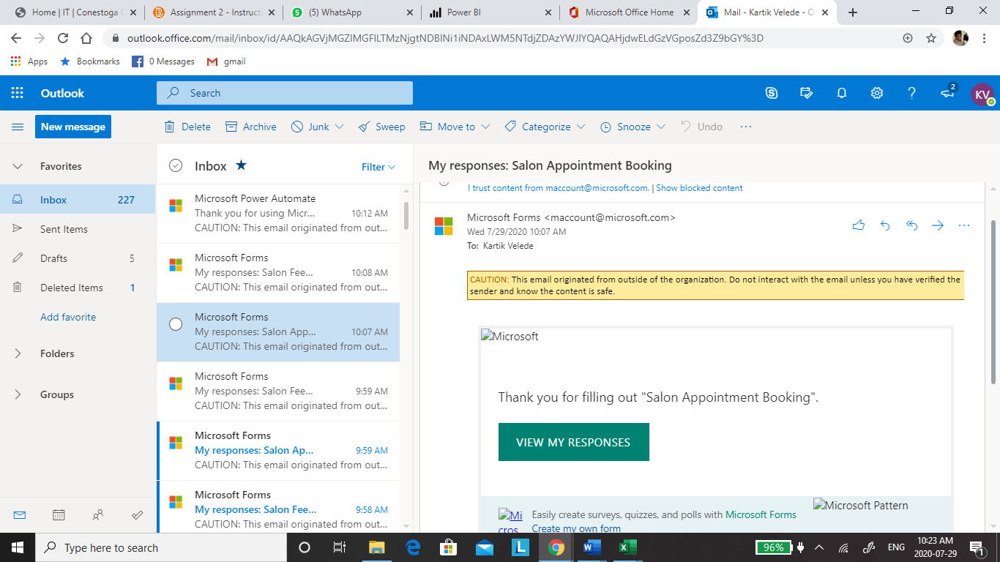 Home | IT | Conestoga C
Assignment 2 - Instruct
(5) WhatsApp
Power BI
Microsoft Office Home
Mail - Kartik Velede - O
outlook.office.com/mail/inbox/id/AAQkAGVjMGZlMGFlLTMzNjgtNDBlNi1iNDAxLWM5NTdjZDAzYWJlYQAQAHjdwELdGzVGposZd3Z9bGY%3D
Apps
Bookmarks
0 Messages
gmail
Outlook
Search
2
KV
New message
Delete
Archive
Junk
Sweep
Move to
Categorize
Snooze
Undo
Favorites
Inbox 227
Sent Items
Drafts 5
Deleted Items 1
Add favorite
Folders
Groups
Inbox
Filter
Microsoft Power Automate
Thank you for using Micr... 10:12 AM
CAUTION: This email originated from out...
Microsoft Forms
My responses: Salon Fee... 10:08 AM
CAUTION: This email originated from out...
Microsoft Forms
My responses: Salon App... 10:07 AM
CAUTION: This email originated from out...
Microsoft Forms
My responses: Salon Fee... 9:59 AM
CAUTION: This email originated from out...
Microsoft Forms
My responses: Salon Ap... 9:59 AM
CAUTION: This email originated from out...
Microsoft Forms
My responses: Salon Fee... 9:58 AM
CAUTION: This email originated from out...
My responses: Salon Appointment Booking
I trust content from maccount@microsoft.com. | Show blocked content
Microsoft Forms <maccount@microsoft.com>
Wed 7/29/2020 10:07 AM
To: Kartik Velede
CAUTION: This email originated from outside of the organization. Do not interact with the email unless you have verified the
sender and know the content is safe.
Microsoft
Thank you for filling out "Salon Appointment Booking".
VIEW MY RESPONSES
Mi
cros
Easily create surveys, quizzes, and polls with Microsoft Forms
Create my own form
Microsoft Pattern
Type here to search
96%
ENG
10:23 AM
2020-07-29
1